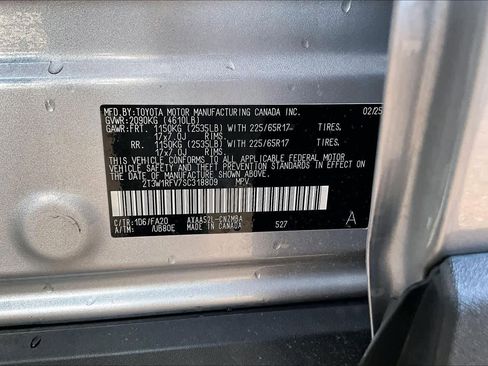 MFD.BY:TOYOTA MOTOR MANUFACTURING CANADA INC. 02/25
GVWR:2090KG (4610LB)
GAWR:FRT. 1150KG (2535LB) WITH 225/65R17 TIRES.
17x7.0J RIMS
RR. 1150KG (2535LB) WITH 225/65R17 TIRES.
17x7.0J RIMS
THIS VEHICLE CONFORMS TO ALL APPLICABLE FEDERAL MOTOR
VEHICLE SAFETY AND THEFT PREVENTION STANDARDS IN EFFECT
ON THE DATE OF MANUFACTURE SHOWN ABOVE.
2T3W1RFV7SC318809 MPV.
C/TR:1D6/FA20 AXAA52L-CNZMBA
A/TM: /UB80E MADE IN CANADA 527 A